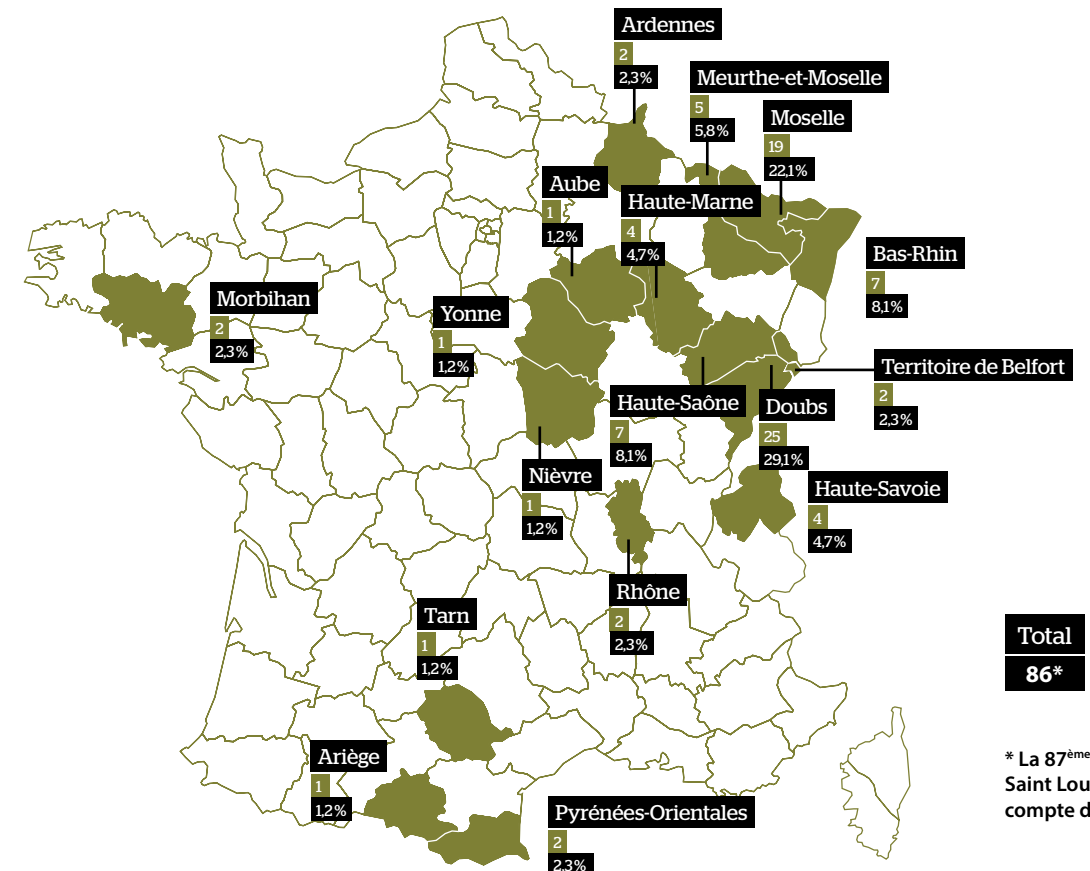 Ardennes
2
2,3%
Meurthe-et-Moselle
5
5,8%
Moselle
19
22,1%
Aube
1
1,2%
Haute-Marne
4
4,7%
Bas-Rhin
7
8,1%
Morbihan
2
2,3%
Yonne
1
1,2%
Territoire de Belfort
2
2,3%
Haute-Saône
7
8,1%
Doubs
25
29,1%
Nièvre
1
1,2%
Haute-Savoie
4
4,7%
Rhône
2
2,3%
Tarn
1
1,2%
Total
86*
Ariège
1
1,2%
Pyrénées-Orientales
2
2,3%
* La 87ème
Saint Lou
compte d